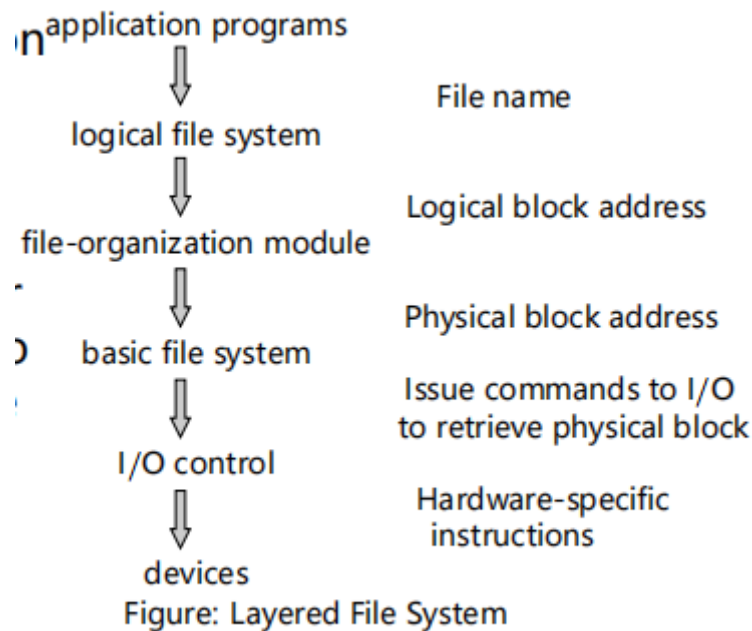 on
application programs
File name
logical file system
Logical block address
file-organization module
Physical block address
basic file system
Issue commands to I/O
to retrieve physical block
I/O control
Hardware-specific
instructions
devices
Figure: Layered File System